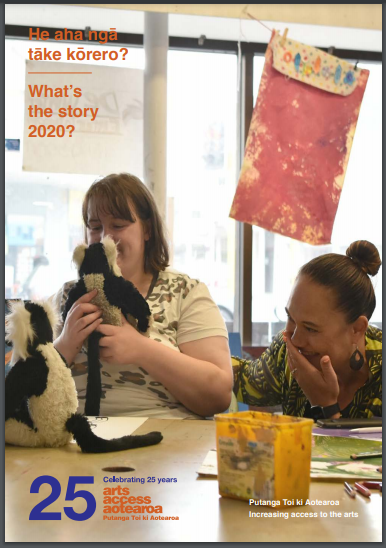 He aha ngā
tāke kōrero?
What's
the story
2020?
25
Celebrating 25 years
arts
access
aotearoa
Putanga Toi ki Aotearoa
Putanga Toi ki Aotearoa
Increasing access to the arts